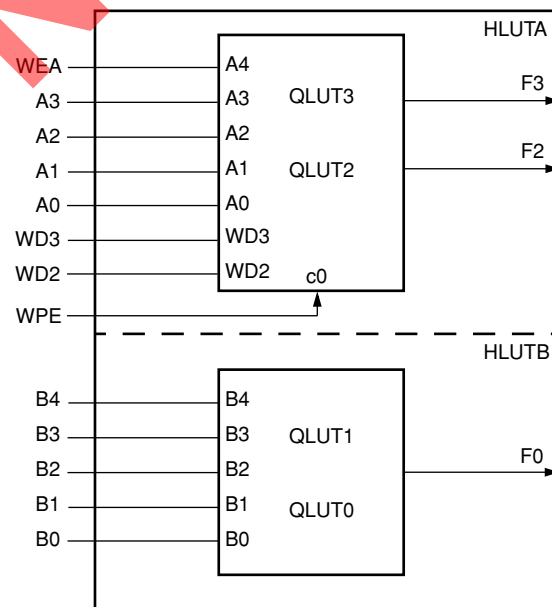 HLUTA
WEA A4 F3
A3 A3 QLUT3
A2 A2 F2
A1 A1 QLUT2
A0 A0
WD3 WD3
WD2 WD2 c0
WPE
HLUTB
B4 B4
B3 B3 QLUT1
B2 B2 F0
B1 B1 QLUT0
B0 B0